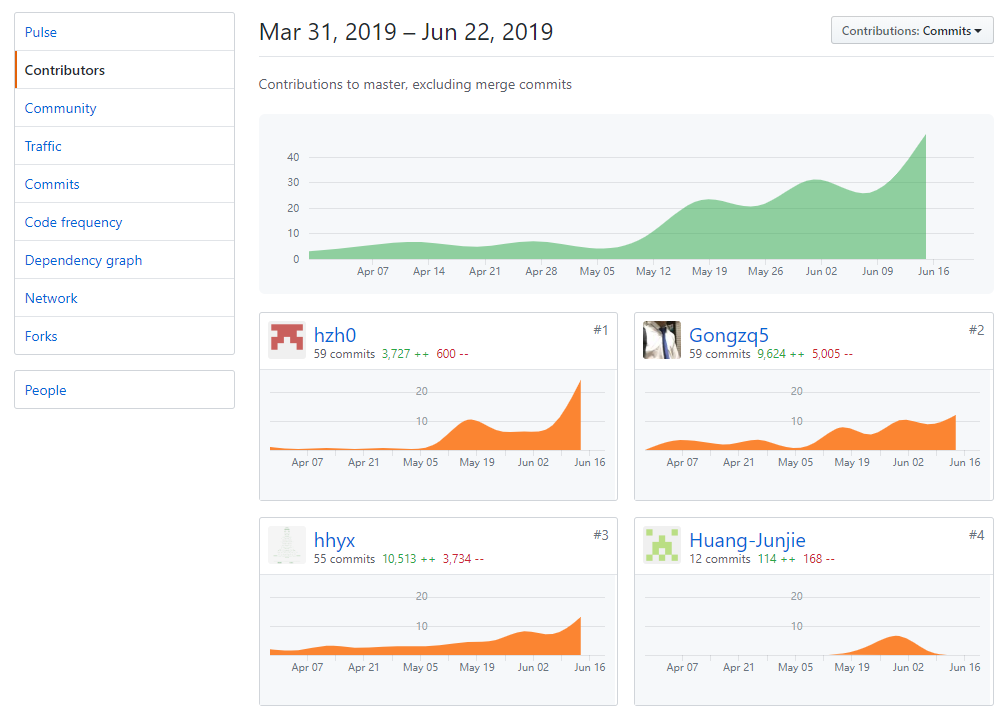 Pulse
Contributors
Community
Traffic
Commits
Code frequency
Dependency graph
Network
Forks
People
Mar 31, 2019 – Jun 22, 2019
Contributions: Commits
Contributions to master, excluding merge commits
40
30
20
10
0
Apr 07 Apr 14 Apr 21 Apr 28 May 05 May 12 May 19 May 26 Jun 02 Jun 09 Jun 16
hzh0 #1
59 commits 3,727 ++ 600 --
20
10
Apr 07 Apr 21 May 05 May 19 Jun 02 Jun 16
Gongzq5 #2
59 commits 9,624 ++ 5,005 --
20
10
Apr 07 Apr 21 May 05 May 19 Jun 02 Jun 16
hhyx #3
55 commits 10,513 ++ 3,734 --
20
10
Apr 07 Apr 21 May 05 May 19 Jun 02 Jun 16
Huang-Junjie #4
12 commits 114 ++ 168 --
20
10
Apr 07 Apr 21 May 05 May 19 Jun 02 Jun 16